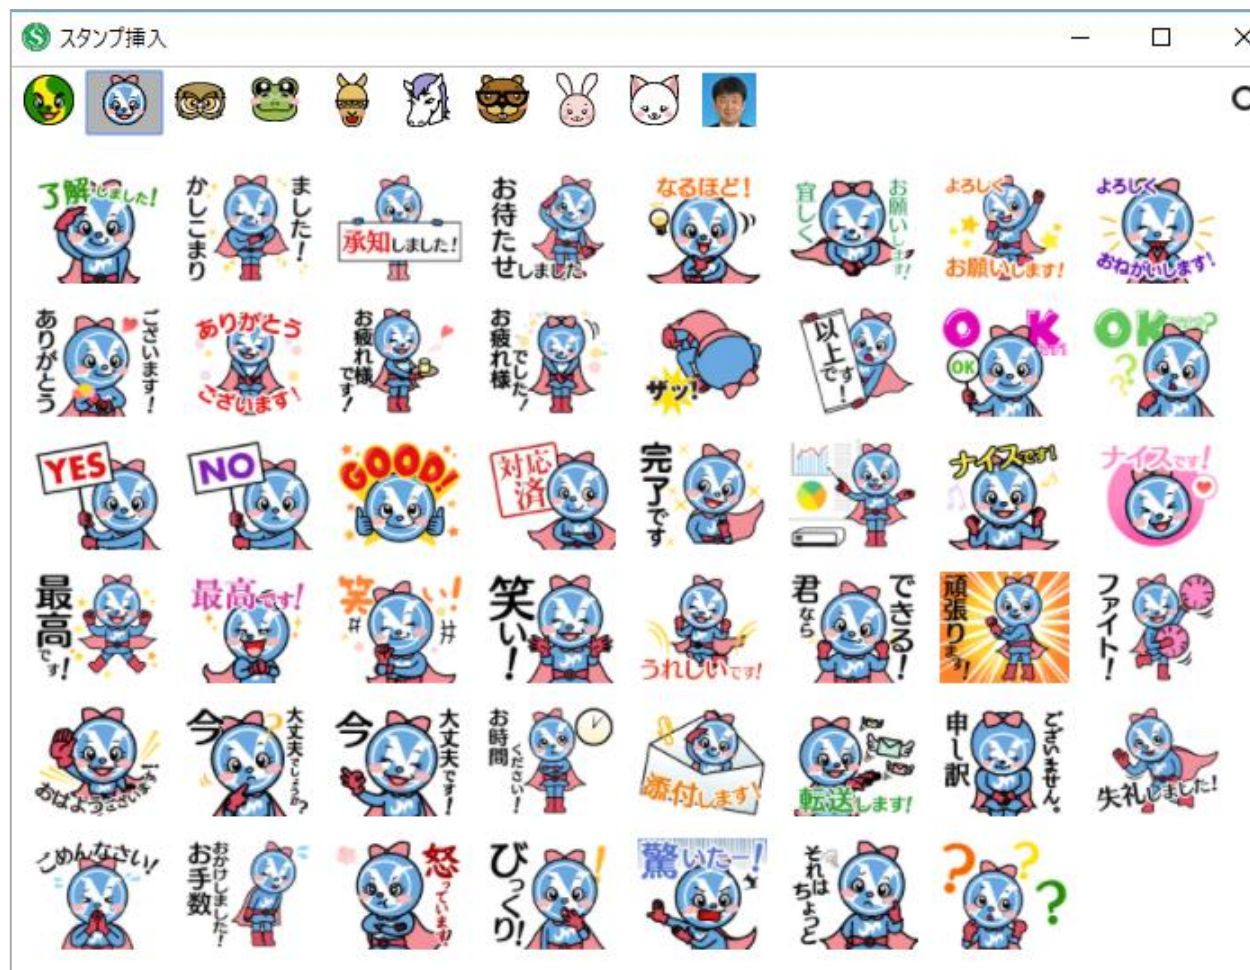 スタンプ挿入
了解しました!
かしこまりました!
承知しました!
お待たせしました
なるほど!
宜しくお願いします!
よろしくお願いします!
よろしくおねがいします!
ありがとうございます!
ありがとうございます!
お疲れ様です!
お疲れ様でした!
ザッ!
以上です!
OK
OK
OK
?
YES
NO
GOOD!
対応済
完了です
ナイスです!
ナイスです!
最高です!
最高です!
笑い!
笑い!
うれしいです!
君ならできる!
頑張ります!
ファイト!
おはようございます!
今大丈夫でしょうか?
今大丈夫です!
お時間ください!
添付します!
転送します!
申し訳ございません。
失礼しました!
ごめんなさい!
お手数おかけしました!
怒っています!
びっくり!
驚いたー!
それはちょっと
? ? ?